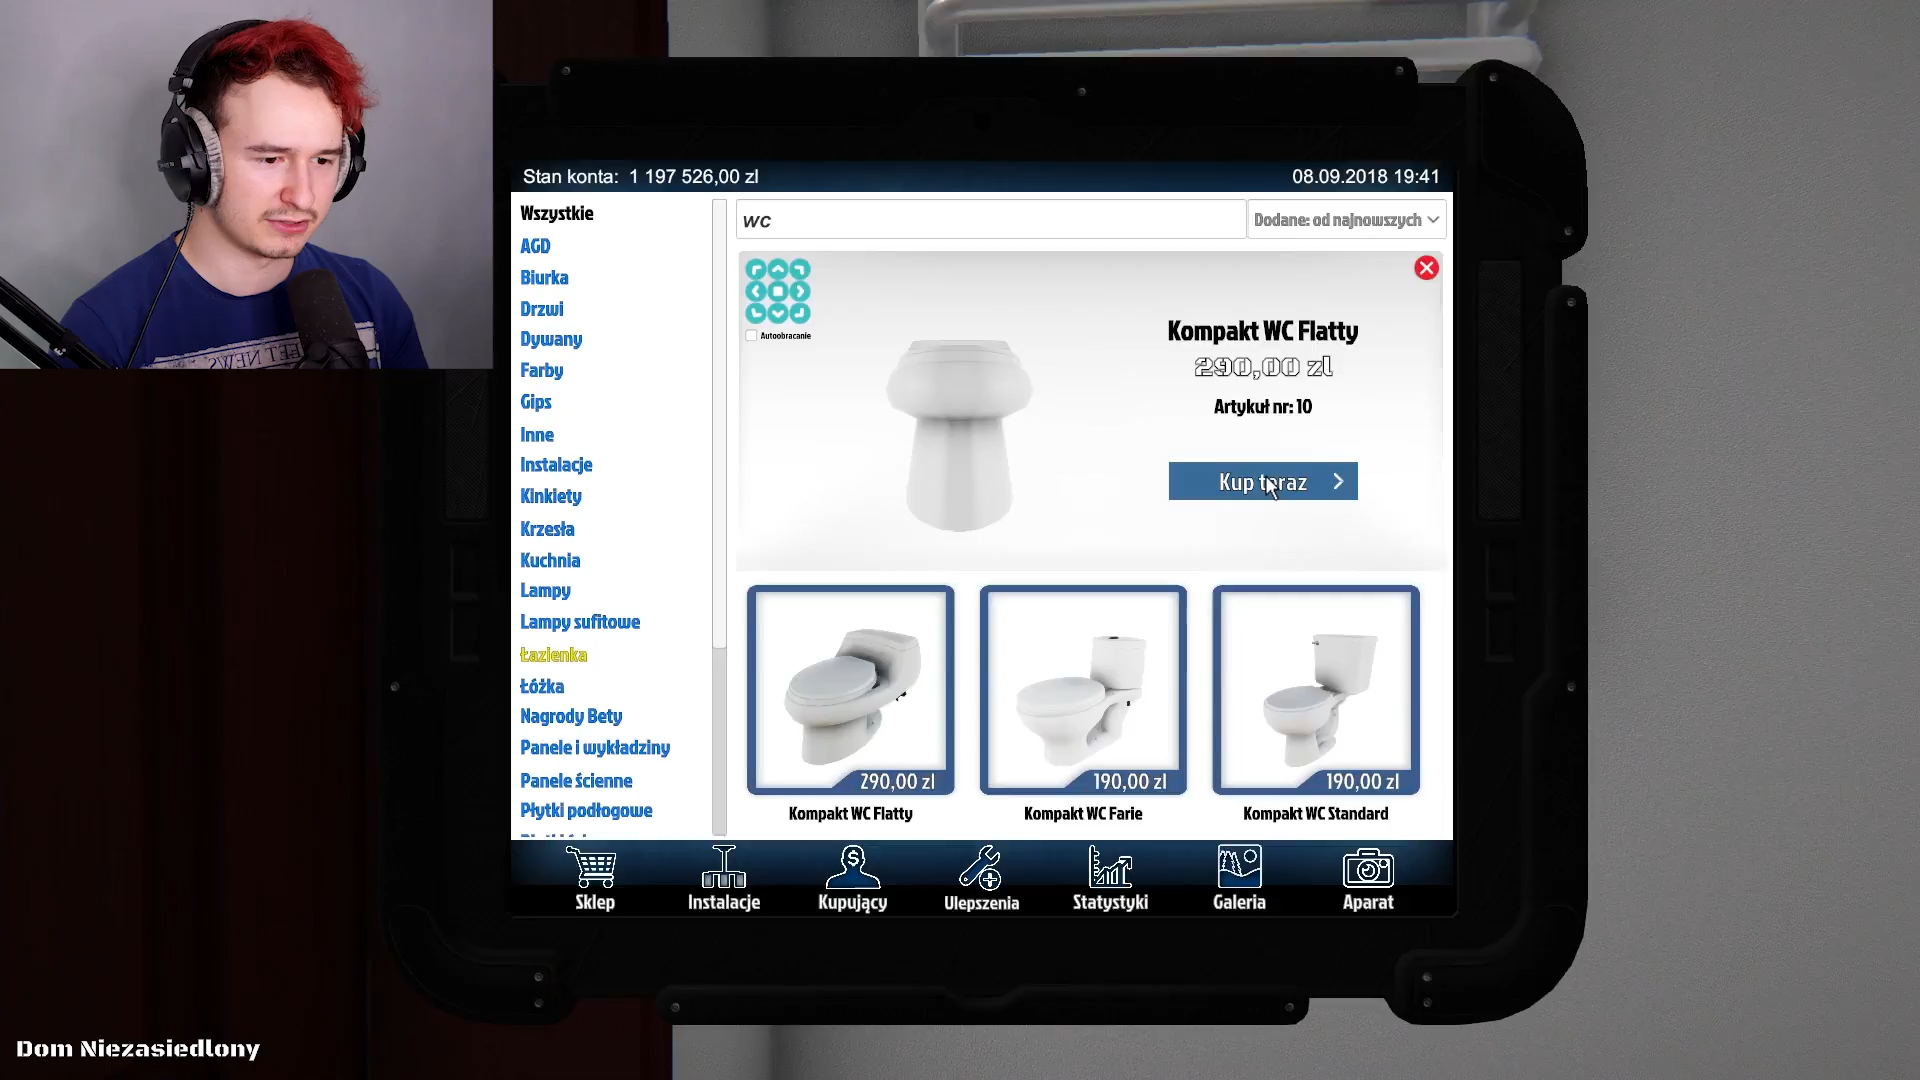 Stan konta: 1 197 526,00 zl
08.09.2018 19:41
Wszystkie
AGD
Biurka
Drzwi
Dywany
Farby
Gips
Inne
Instalacje
Kinkiety
Krzesła
Kuchnia
Lampy
Lampy sufitowe
Łazienka
Łóżka
Nagrody Bety
Panele i wykładziny
Panele ścienne
Płytki podłogowe
wc
Dodane: od najnowszych
Autoobracanie
Kompakt WC Flatty
290,00 zl
Artykuł nr: 10
Kup teraz
290,00 zl
190,00 zl
190,00 zl
Kompakt WC Flatty
Kompakt WC Farie
Kompakt WC Standard
Sklep
Instalacje
Kupujący
Ulepszenia
Statystyki
Galeria
Aparat
Dom Niezasiedlony